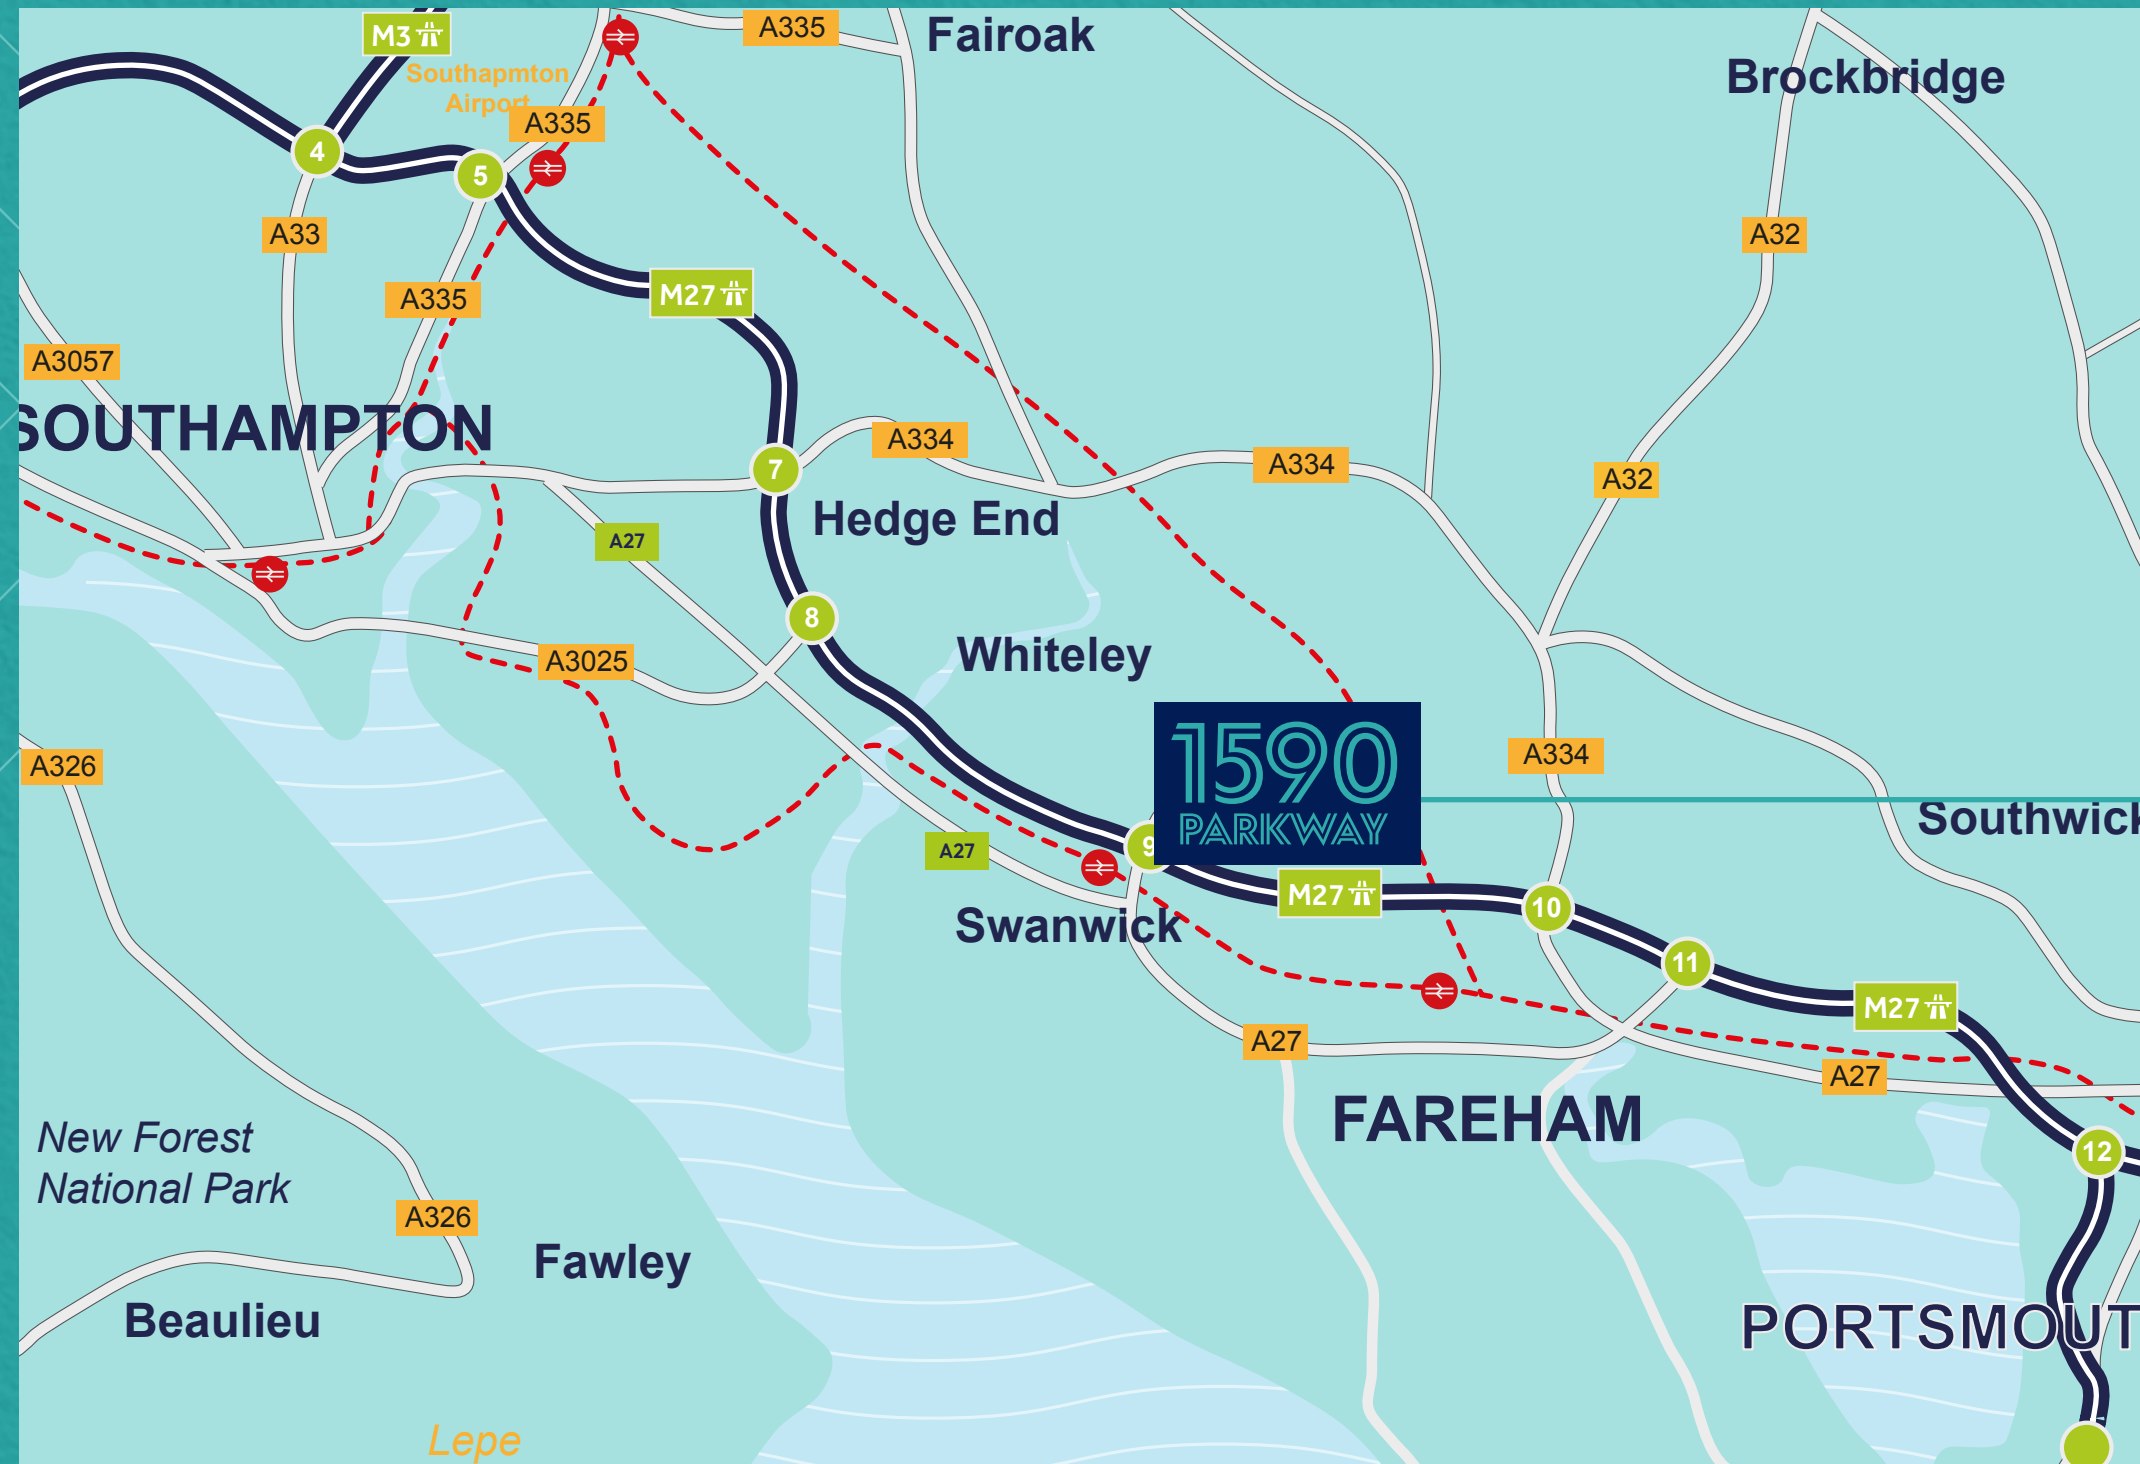 M3
A335
Fairoak
Brockbridge
Southapmton
Airport
A335
4
5
A33
A32
A335
M27
A3057
SOUTHAMPTON
A334
A334
7
A32
Hedge End
A27
8
Whiteley
A3025
1590
PARKWAY
A326
A334
Southwick
9
A27
M27
10
Swanwick
11
M27
A27
A27
FAREHAM
New Forest
National Park
12
A326
Fawley
Beaulieu
PORTSMOUT
Lepe